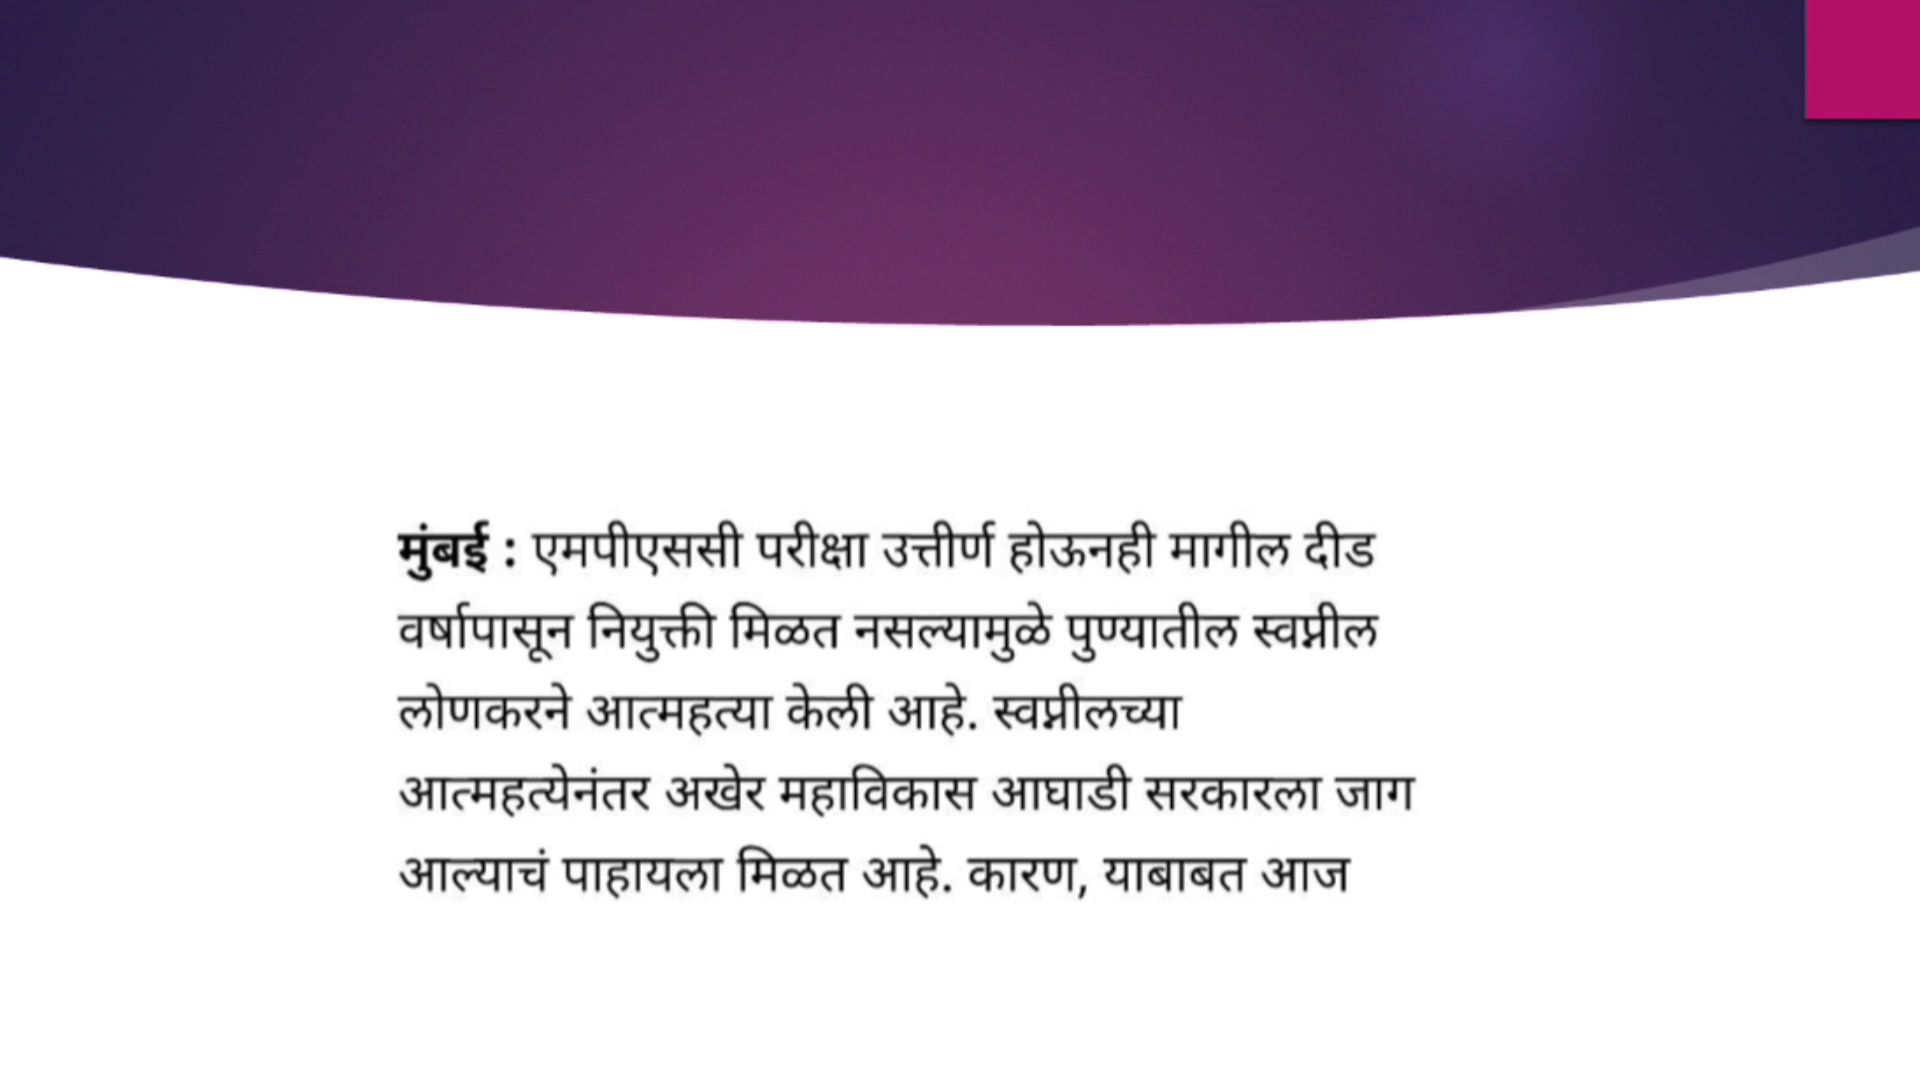 मुंबई : एमपीएससी परीक्षा उत्तीर्ण होऊनही मागील दीड
वर्षापासून नियुक्ती मिळत नसल्यामुळे पुण्यातील स्वप्नील
लोणकरने आत्महत्या केली आहे. स्वप्नीलच्या
आत्महत्येनंतर अखेर महाविकास आघाडी सरकारला जाग
आल्याचं पाहायला मिळत आहे. कारण, याबाबत आज